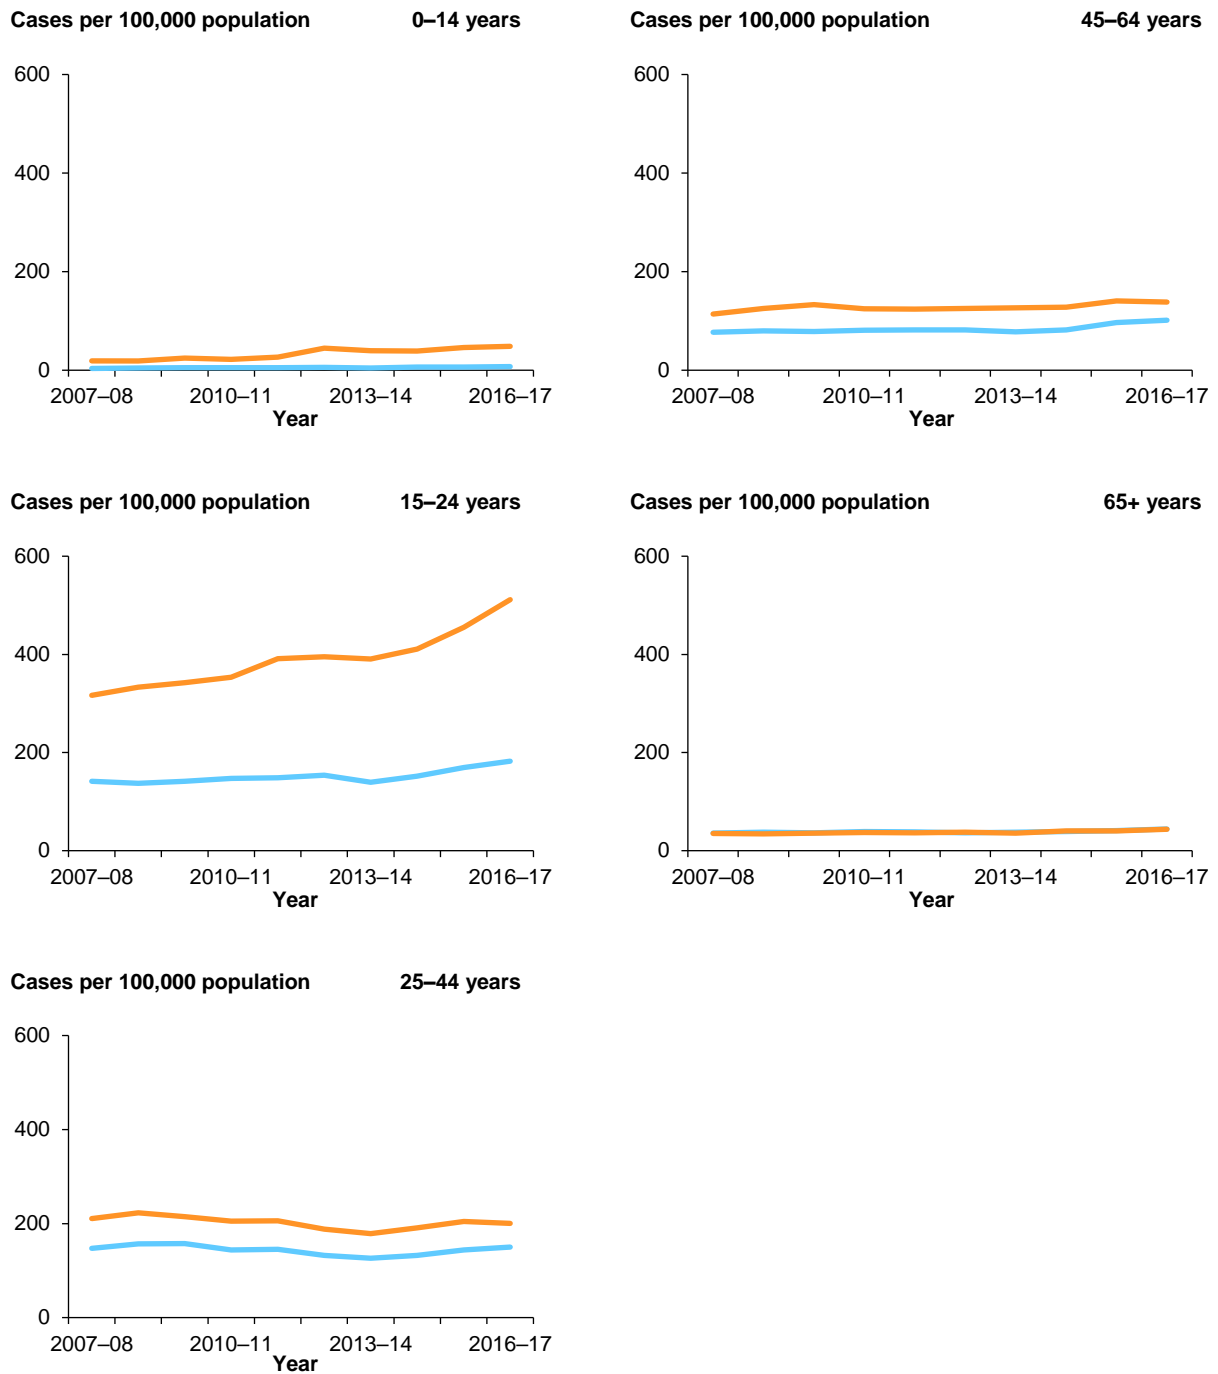 Cases per 100,000 population 0–14 years
600
400
200
0
2007–08 2010–11 2013–14 2016–17
Year
Cases per 100,000 population 45–64 years
600
400
200
0
2007–08 2010–11 2013–14 2016–17
Year
Cases per 100,000 population 15–24 years
600
400
200
0
2007–08 2010–11 2013–14 2016–17
Year
Cases per 100,000 population 65+ years
600
400
200
0
2007–08 2010–11 2013–14 2016–17
Year
Cases per 100,000 population 25–44 years
600
400
200
0
2007–08 2010–11 2013–14 2016–17
Year